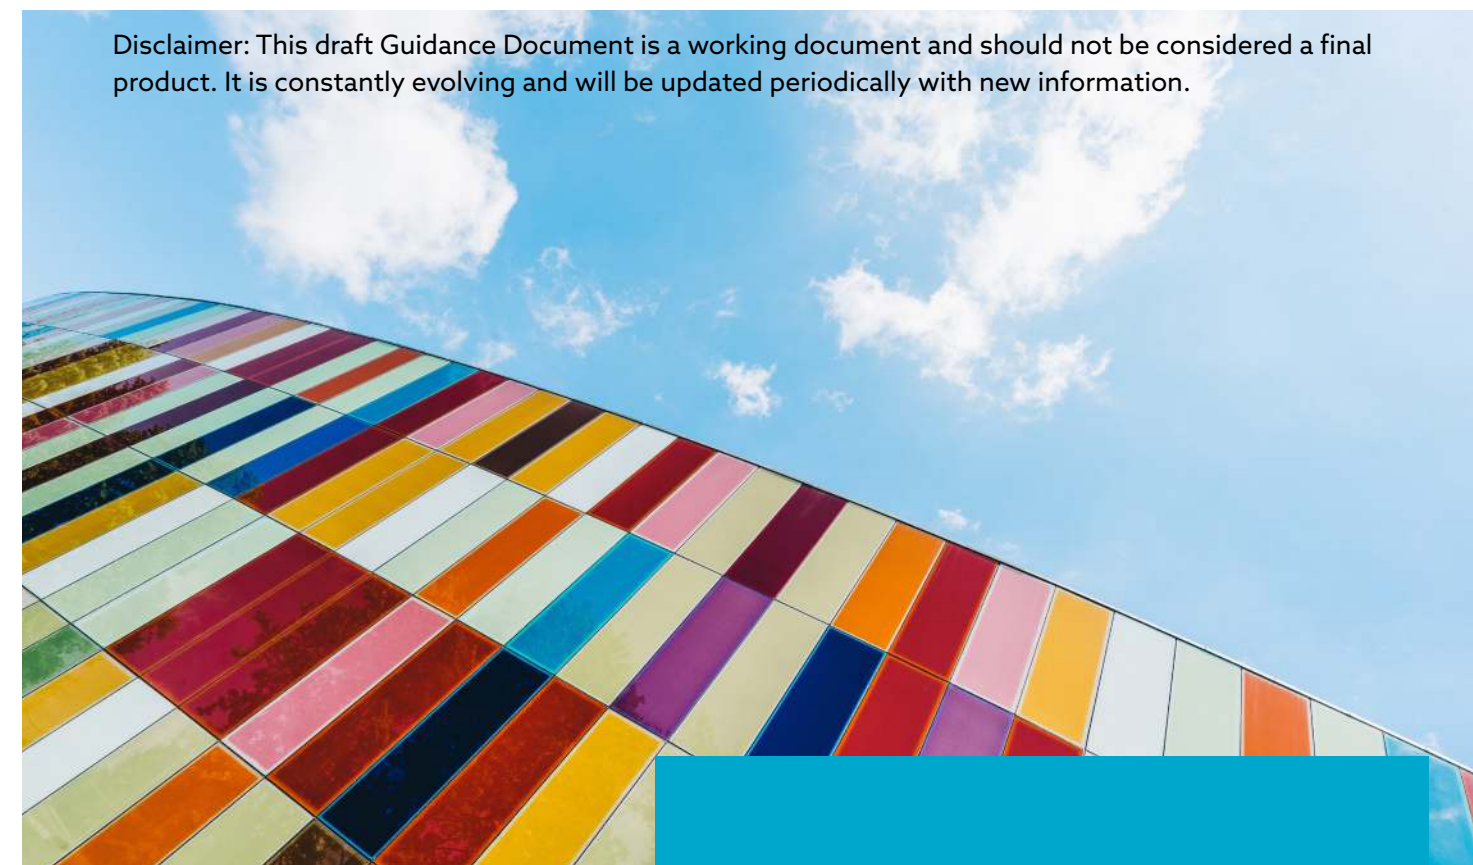 Disclaimer: This draft Guidance Document is a working document and should not be considered a final
product. It is constantly evolving and will be updated periodically with new information.